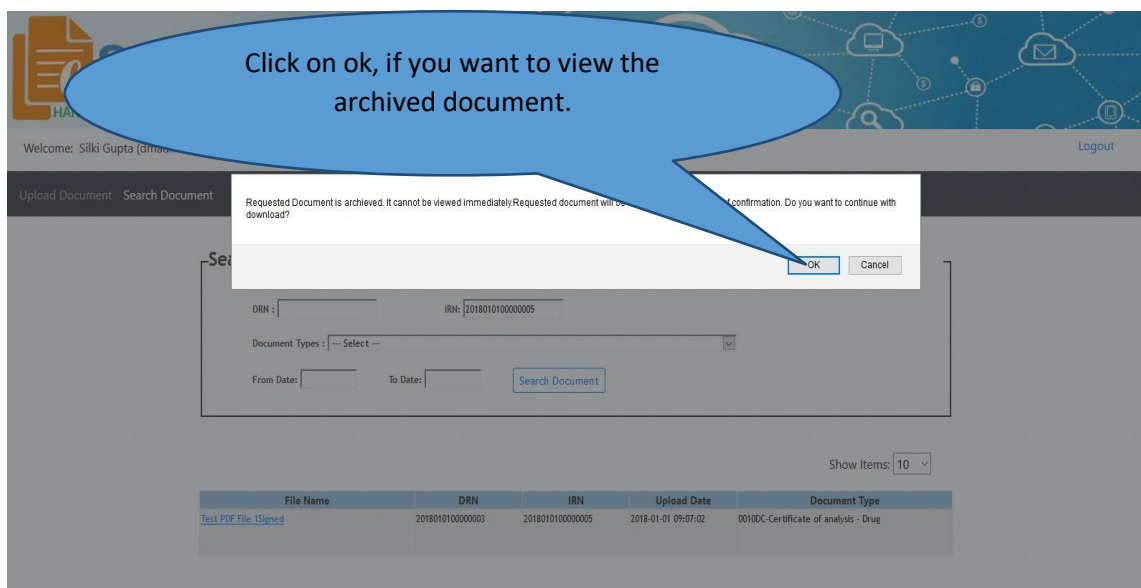 Click on ok, if you want to view the
archived document.
HAN
Welcome: Silki Gupta
Logout
Upload Document Search Document
Requested Document is archieved. It cannot be viewed immediately.Requested document will be confirmation. Do you want to continue with
download?
OK Cancel
DRN : IRN: 2018010100000005
Document Types : --- Select ---
From Date: To Date: Search Document
Show Items: 10
File Name DRN IRN Upload Date Document Type
Test PDF File 1Signed 2018010100000003 2018010100000005 2018-01-01 09:07:02 0010DC-Certificate of analysis - Drug